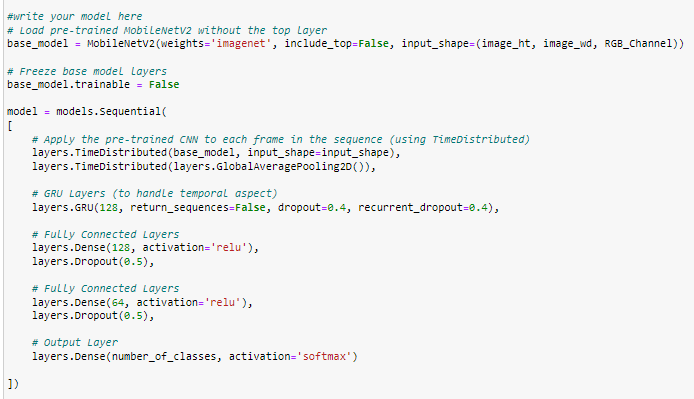 #write your model here
# Load pre-trained MobileNetV2 without the top layer
base_model = MobileNetV2(weights='imagenet', include_top=False, input_shape=(image_ht, image_wd, RGB_Channel))
# Freeze base model layers
base_model.trainable = False
model = models.Sequential(
[
# Apply the pre-trained CNN to each frame in the sequence (using TimeDistributed)
layers.TimeDistributed(base_model, input_shape=input_shape),
layers.TimeDistributed(layers.GlobalAveragePooling2D()),
# GRU Layers (to handle temporal aspect)
layers.GRU(128, return_sequences=False, dropout=0.4, recurrent_dropout=0.4),
# Fully Connected Layers
layers.Dense(128, activation='relu'),
layers.Dropout(0.5),
# Fully Connected Layers
layers.Dense(64, activation='relu'),
layers.Dropout(0.5),
# Output Layer
layers.Dense(number_of_classes, activation='softmax')
])